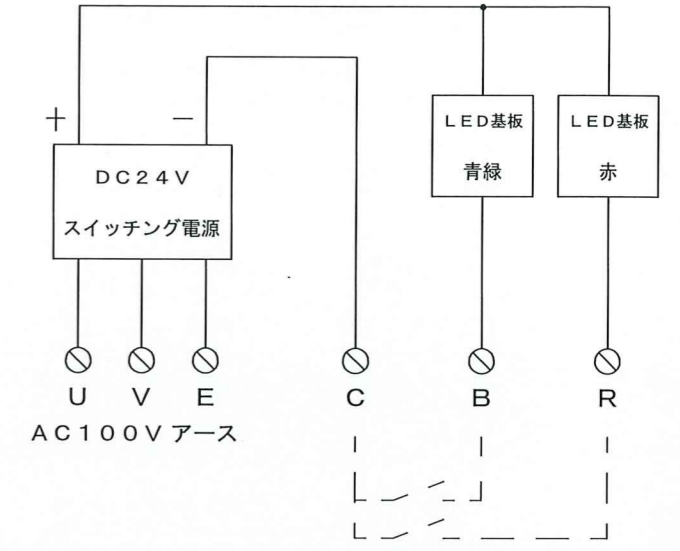 ＋ －
ＤＣ２４Ｖ
スイッチング電源
ＬＥＤ基板
青緑
ＬＥＤ基板
赤
Ｕ Ｖ Ｅ Ｃ Ｂ Ｒ
ＡＣ１００Ｖ アース